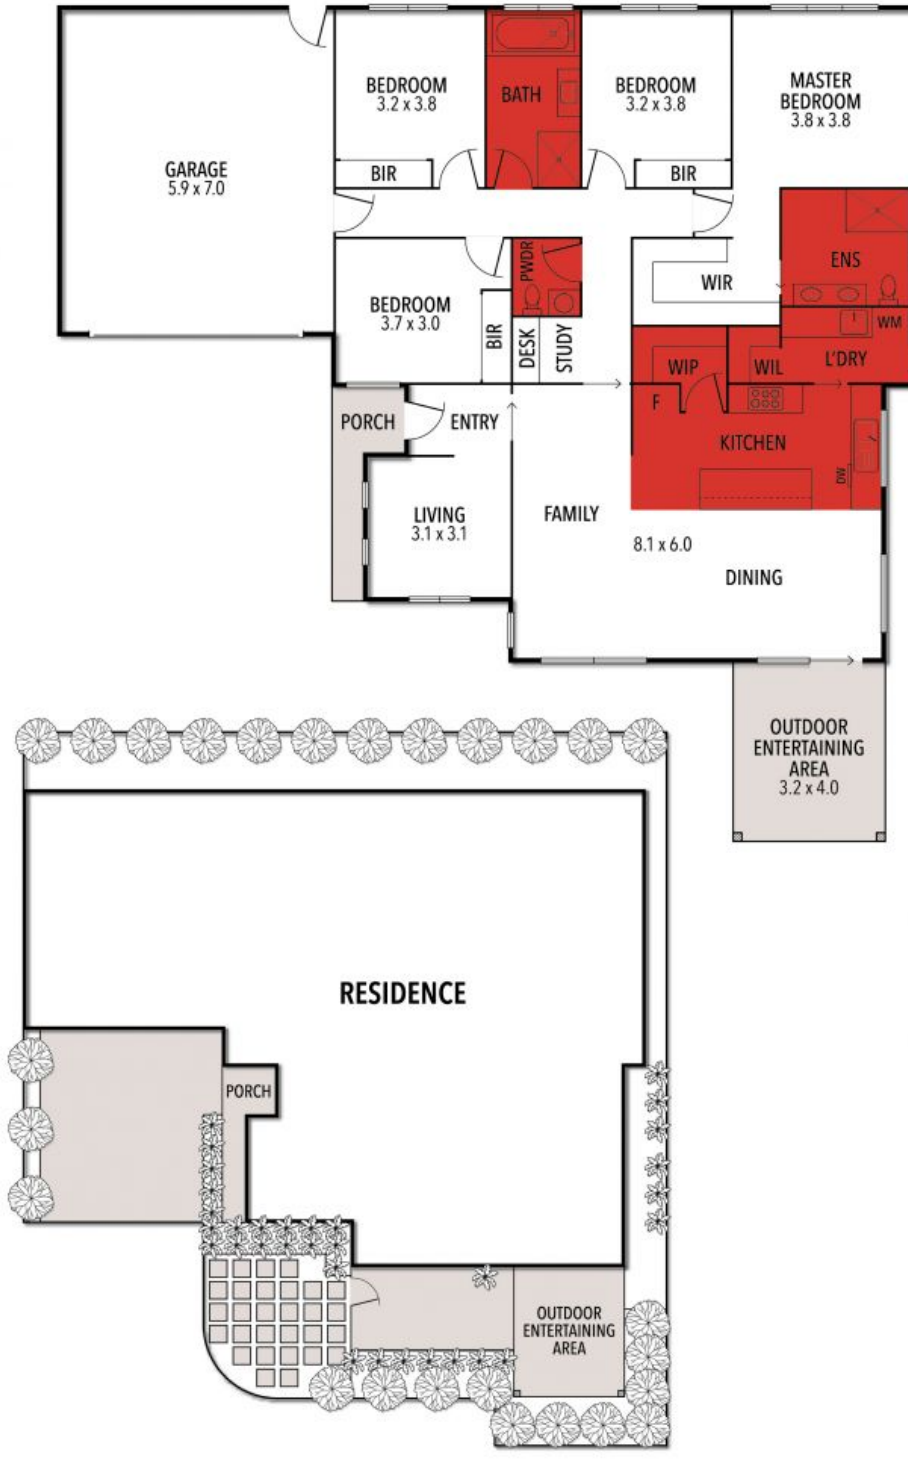 GARAGE
5.9 x 7.0
BEDROOM
3.2 x 3.8
BIR
BATH
BEDROOM
3.2 x 3.8
BIR
MASTER
BEDROOM
3.8 x 3.8
BEDROOM
3.7 x 3.0
BIR
PWDR
DESK
STUDY
WIR
ENS
WM
L'DRY
WIL
WIP
F
KITCHEN
DW
PORCH
ENTRY
LIVING
3.1 x 3.1
FAMILY
8.1 x 6.0
DINING
OUTDOOR
ENTERTAINING
AREA
3.2 x 4.0
RESIDENCE
PORCH
OUTDOOR
ENTERTAINING
AREA